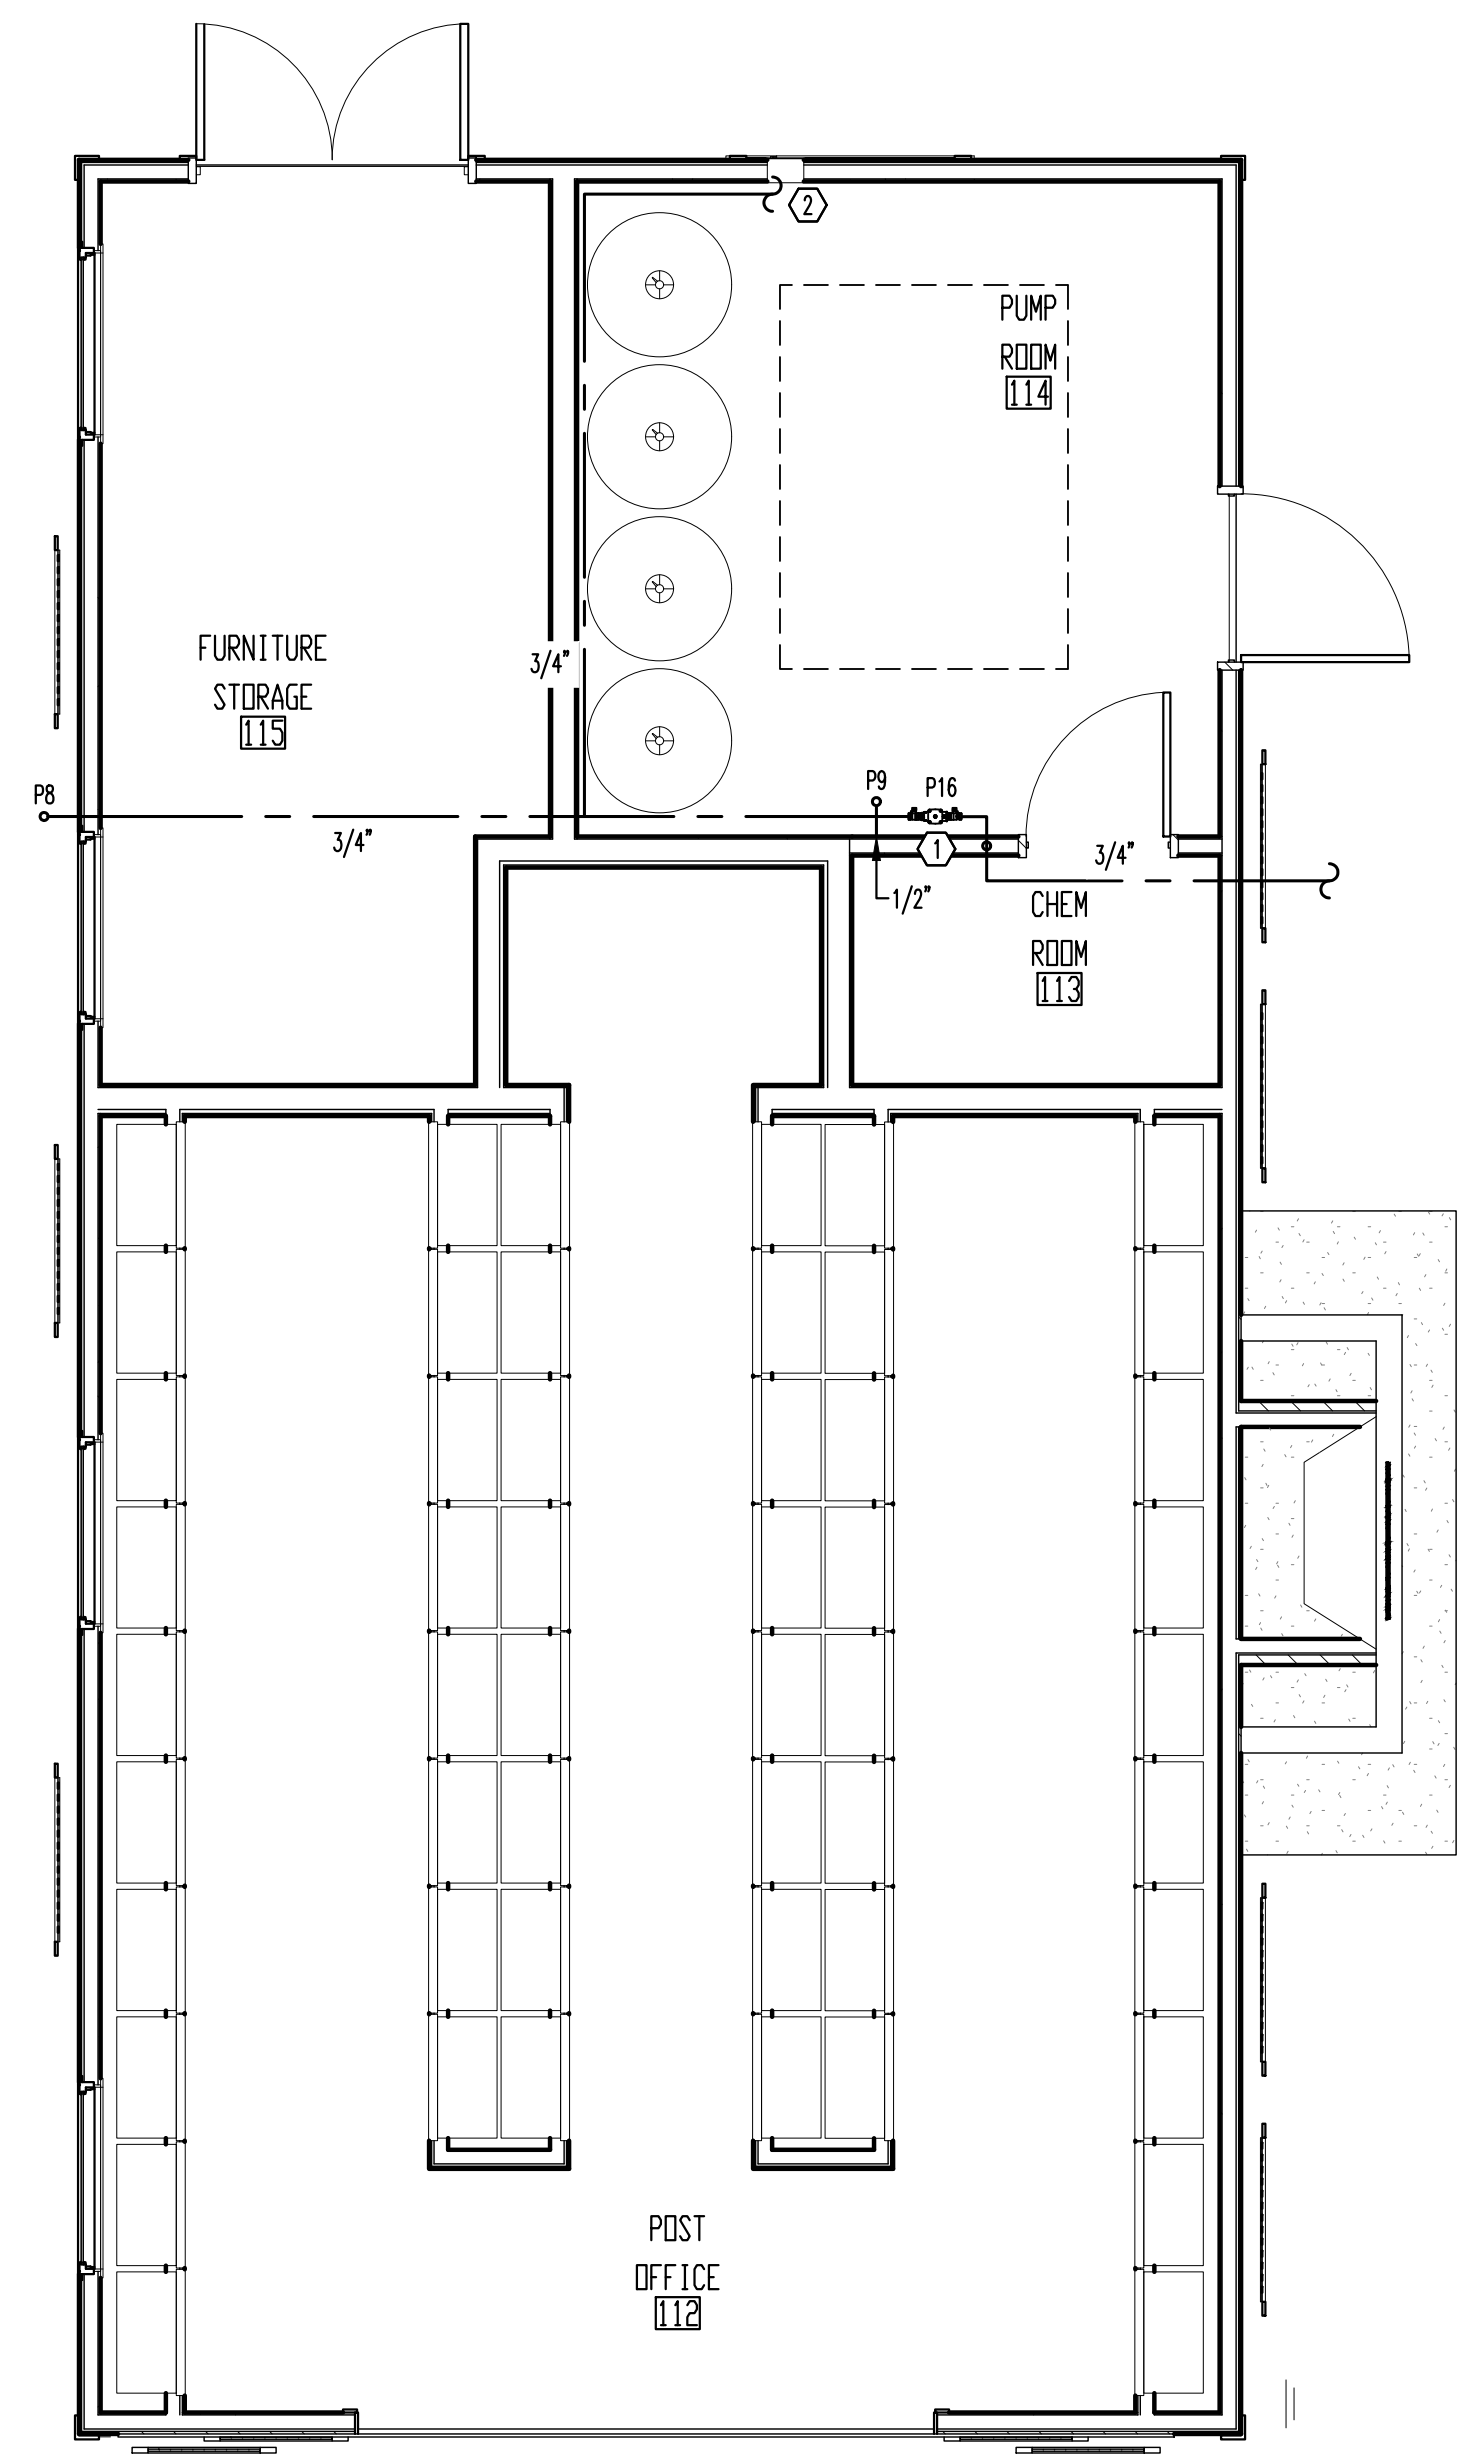 2
PUMP
ROOM
114
FURNITURE
STORAGE
115
3/4"
P8
3/4"
P9
P16
1
3/4"
1/2"
CHEM
ROOM
113
POST
OFFICE
112